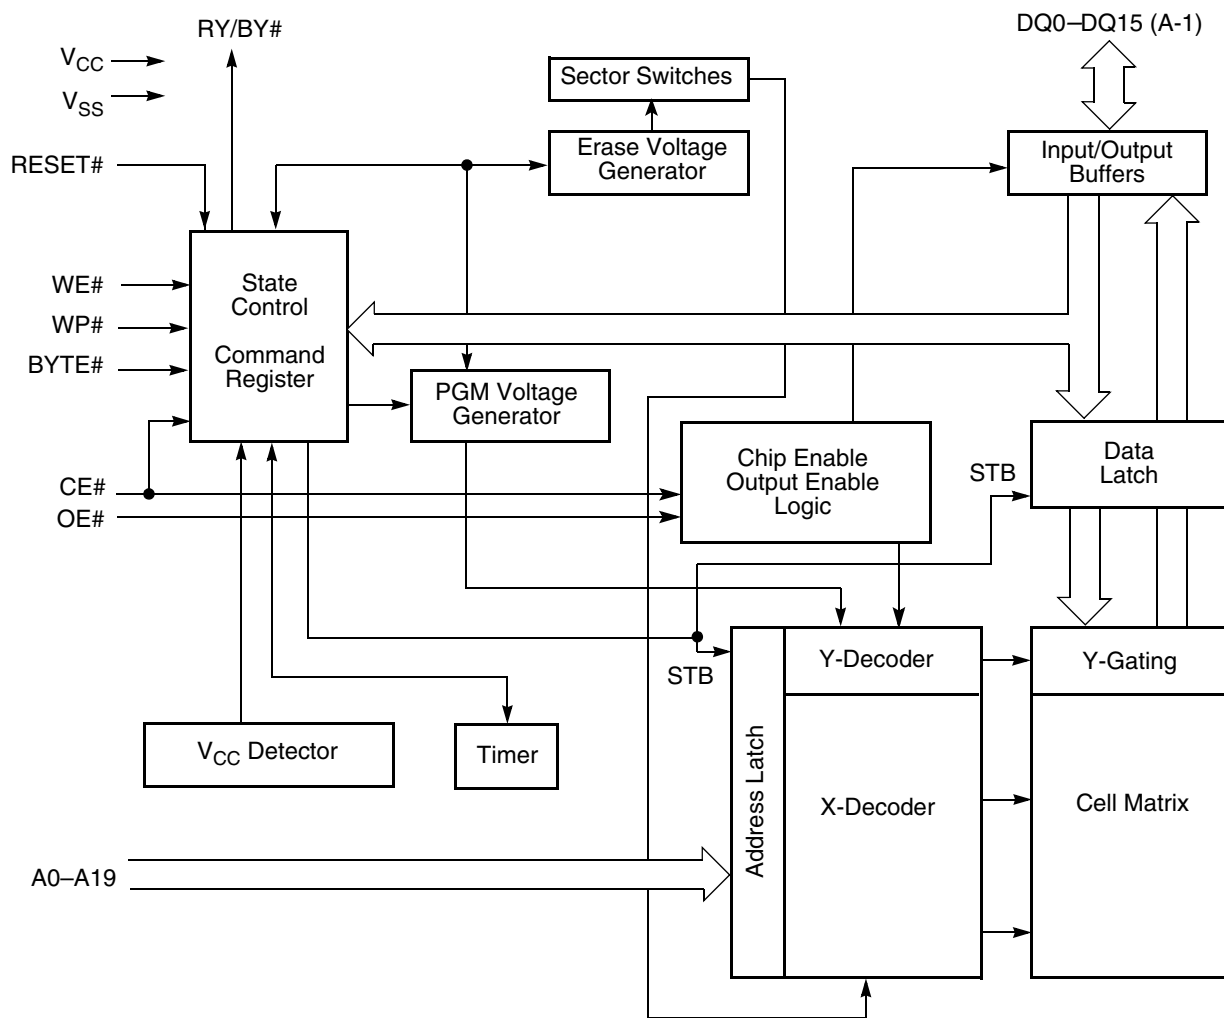 RY/BY#
DQ0–DQ15 (A-1)
VCC
VSS
Sector Switches
RESET#
Erase Voltage
Generator
Input/Output
Buffers
WE#
WP#
BYTE#
State
Control
Command
Register
PGM Voltage
Generator
CE#
OE#
Chip Enable
Output Enable
Logic
STB
Data
Latch
STB
Y-Decoder
Y-Gating
VCC Detector
Timer
Address Latch
X-Decoder
Cell Matrix
A0–A19